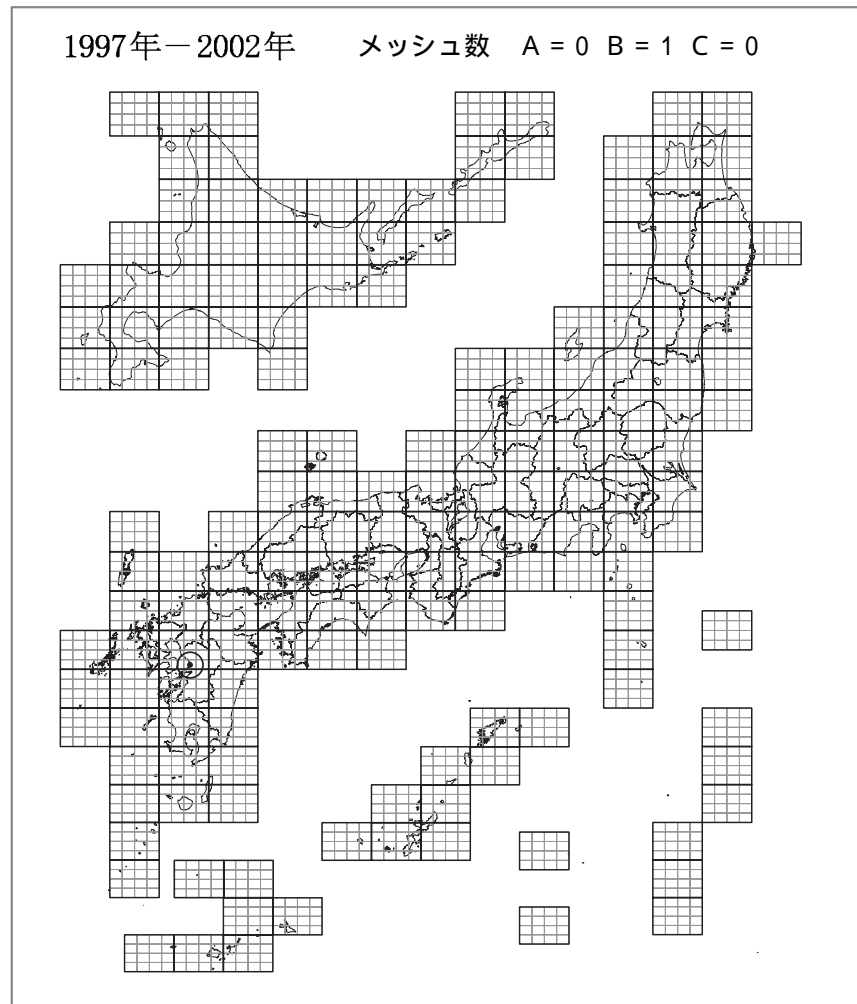 1997年－2002年 メッシュ数 A = 0 B = 1 C = 0